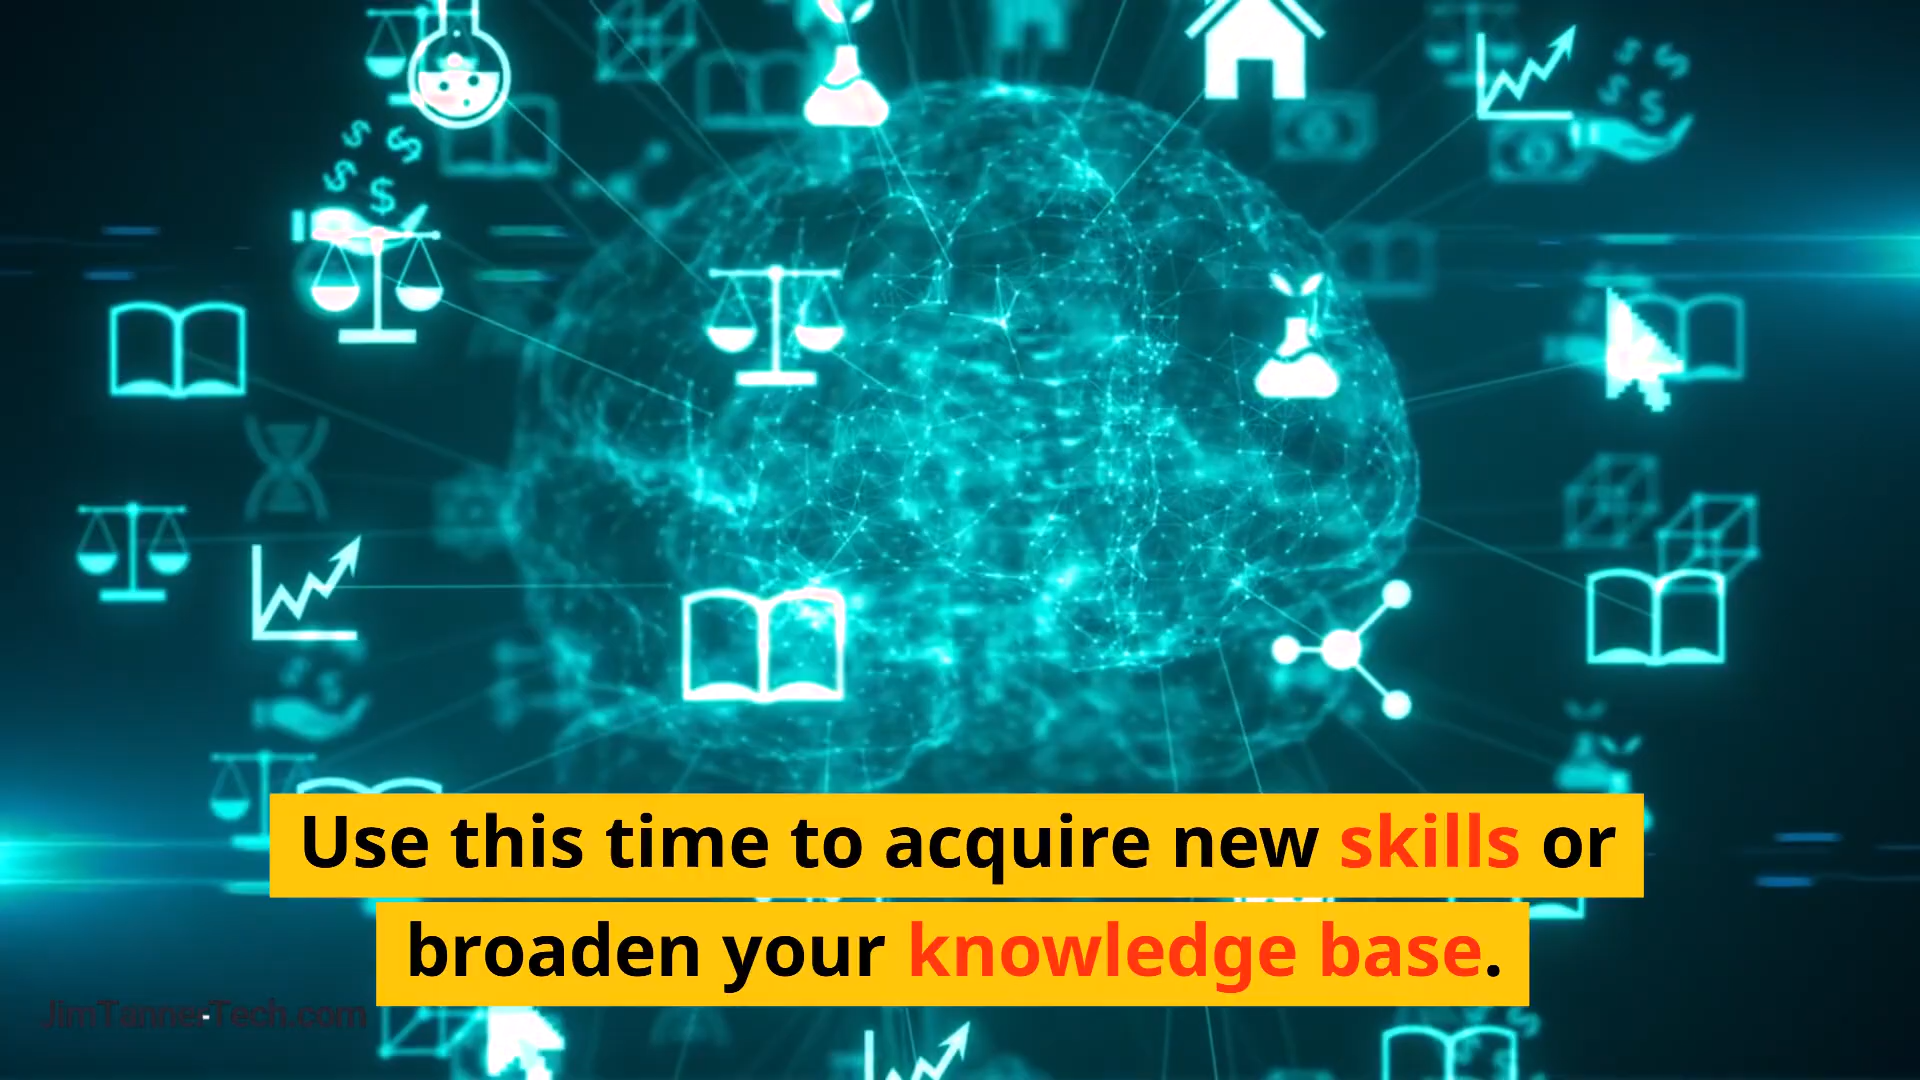 Use this time to acquire new skills or
broaden your knowledge base.
JimTannerTech.com